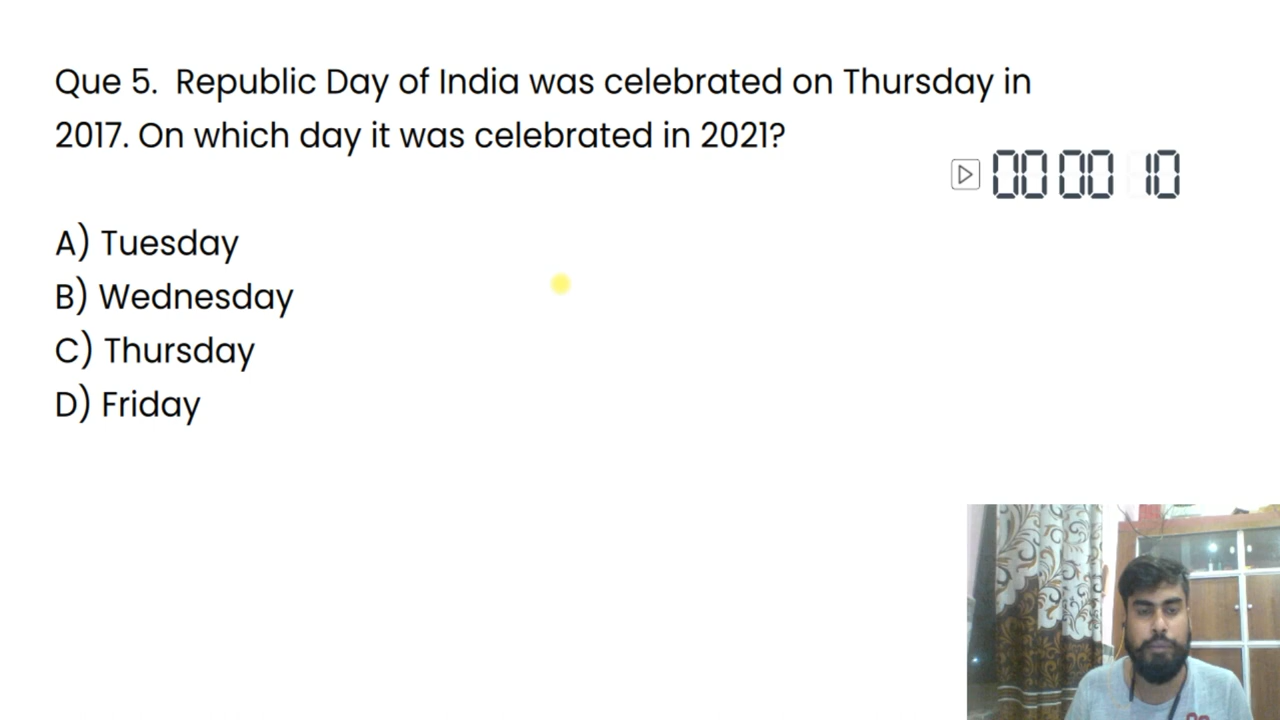 Que 5.  Republic Day of India was celebrated on Thursday in
2017. On which day it was celebrated in 2021?
00 00 10
A) Tuesday
B) Wednesday
C) Thursday
D) Friday